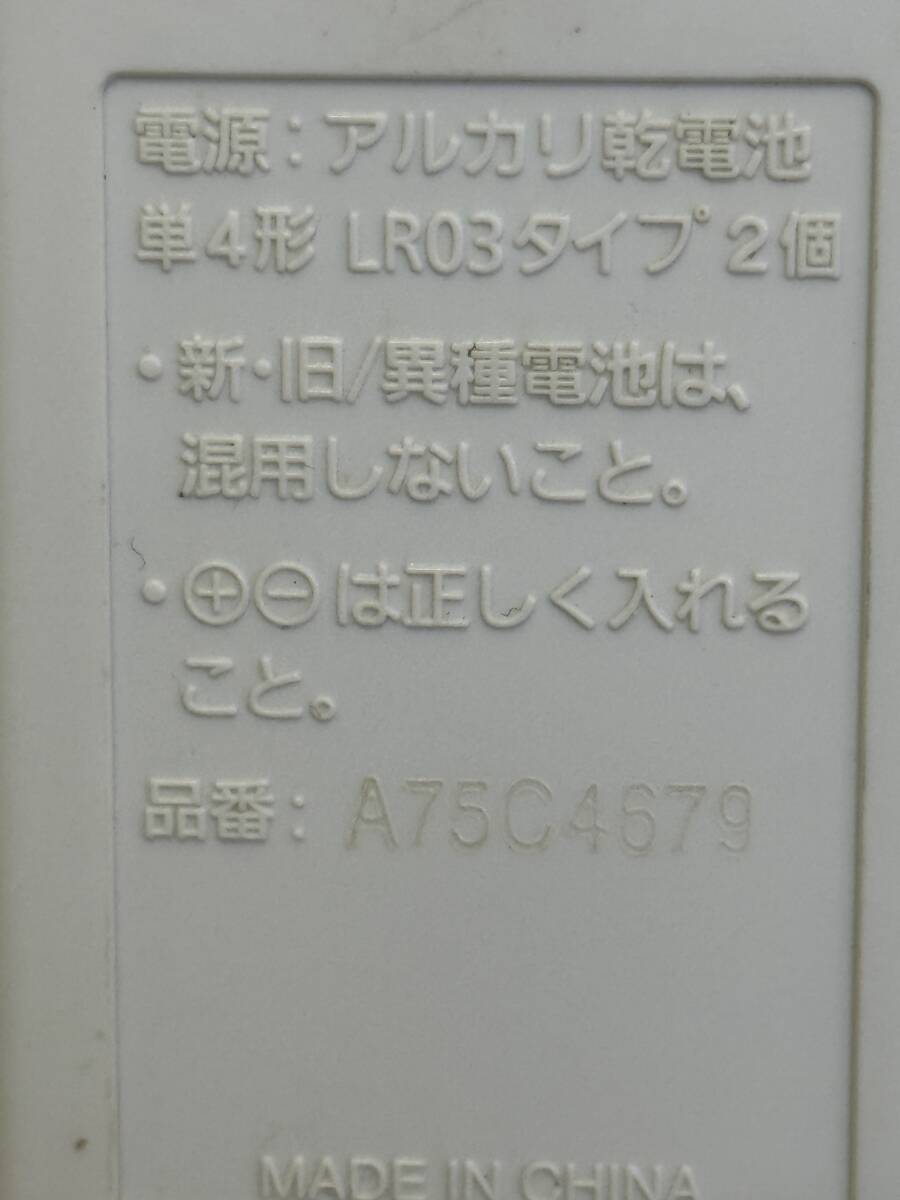 電源：アルカリ乾電池
単4形 LR03タイプ 2個
・新・旧/異種電池は、
混用しないこと。
・⊕⊖は正しく入れる
こと。
品番：A75C4679
MADE IN CHINA